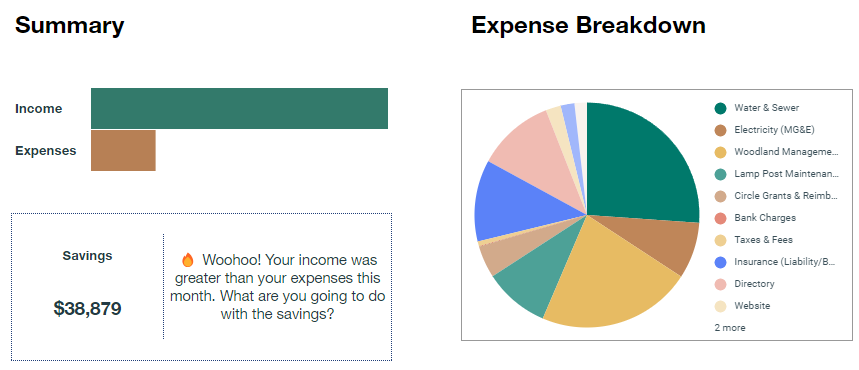 Summary
Income
Expenses
Savings
$38,879
🔥 Woohoo! Your income was
greater than your expenses this
month. What are you going to do
with the savings?
Expense Breakdown
Water & Sewer
Electricity (MG&E)
Woodland Manageme...
Lamp Post Maintenan...
Circle Grants & Reimb...
Bank Charges
Taxes & Fees
Insurance (Liability/B...
Directory
Website
2 more